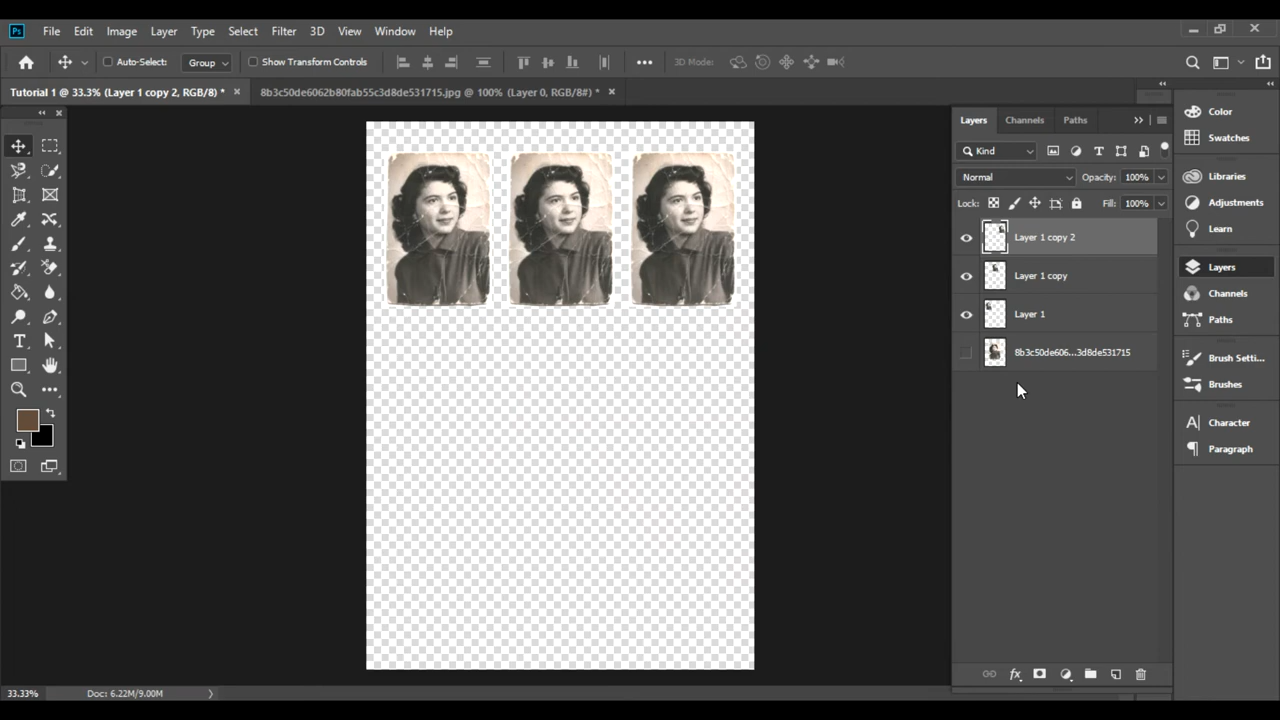 Ps File Edit Image Layer Type Select Filter 3D View Window Help
Auto-Select: Group Show Transform Controls 3D Mode:
Tutorial 1 @ 33.3% (Layer 1 copy 2, RGB/8) * 8b3c50de6062b80fab55c3d8de531715.jpg @ 100% (Layer 0, RGB/8#) *
Layers Channels Paths
Kind
Normal Opacity: 100%
Lock: Fill: 100%
Layer 1 copy 2
Layer 1 copy
Layer 1
8b3c50de606...3d8de531715
Color
Swatches
Libraries
Adjustments
Learn
Layers
Channels
Paths
Brush Setti...
Brushes
Character
Paragraph
33.33% Doc: 6.22M/9.00M